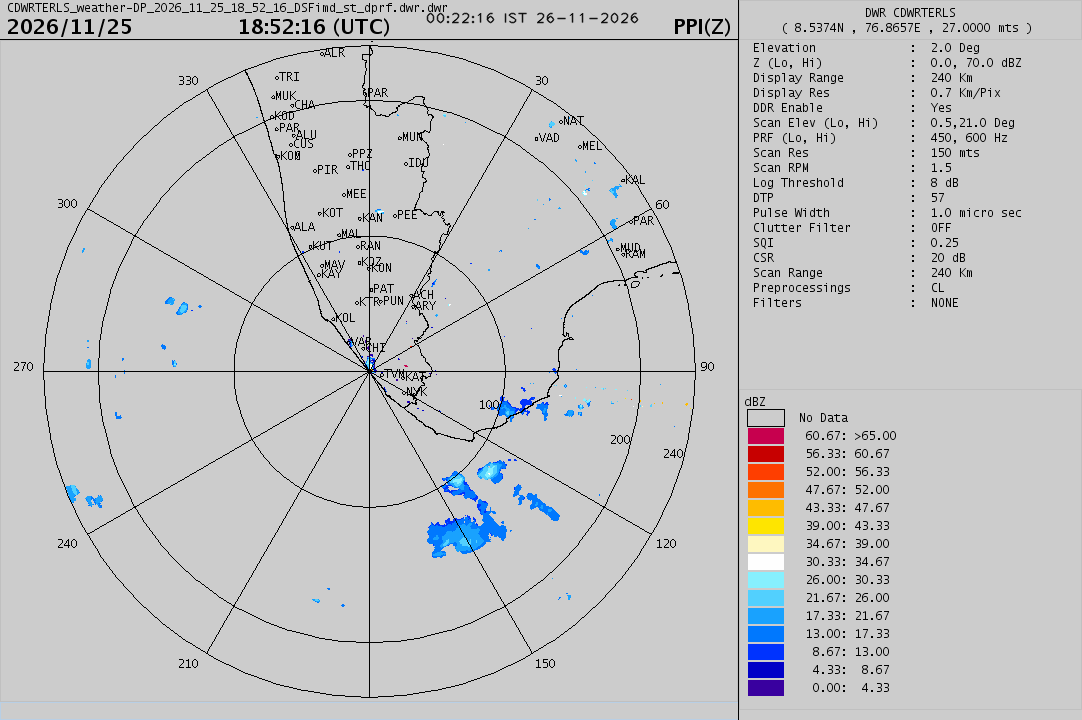 CDWRTERLS_weather-DP_2026_11_25_18_52_16_DSFimd_st_dprf.dwr.dwr
00:22:16 IST 26-11-2026
2026/11/25 18:52:16 (UTC) PPI(Z)
DWR CDWRTERLS
( 8.5374N , 76.8657E , 27.0000 mts )
Elevation : 2.0 Deg
Z (Lo, Hi) : 0.0, 70.0 dBZ
Display Range : 240 Km
Display Res : 0.7 Km/Pix
DDR Enable : Yes
Scan Elev (Lo, Hi) : 0.5,21.0 Deg
PRF (Lo, Hi) : 450, 600 Hz
Scan Res : 150 mts
Scan RPM : 1.5
Log Threshold : 8 dB
DTP : 57
Pulse Width : 1.0 micro sec
Clutter Filter : OFF
SQI : 0.25
CSR : 20 dB
Scan Range : 240 Km
Preprocessings : CL
Filters : NONE
dBZ
No Data
60.67: >65.00
56.33: 60.67
52.00: 56.33
47.67: 52.00
43.33: 47.67
39.00: 43.33
34.67: 39.00
30.33: 34.67
26.00: 30.33
21.67: 26.00
17.33: 21.67
13.00: 17.33
8.67: 13.00
4.33: 8.67
0.00: 4.33
ALR
TRI
330
30
PAR
MUK
CHA
KOD
NAT
PAR
ALU
MUN
VAD
CUS
MEL
PPZ
THO
IDU
PIR
KAL
MEE
300
60
KOT
KAN
PEE
PAR
ALA
MAL
KUT
RAN
MUD
RAM
MAV
KOZ
KON
KAY
PAT
ACH
KTR
PUN
ARY
KOL
VAR
CHI
270
90
TVM
KAT
NYK
100
200
240
240
120
210
150